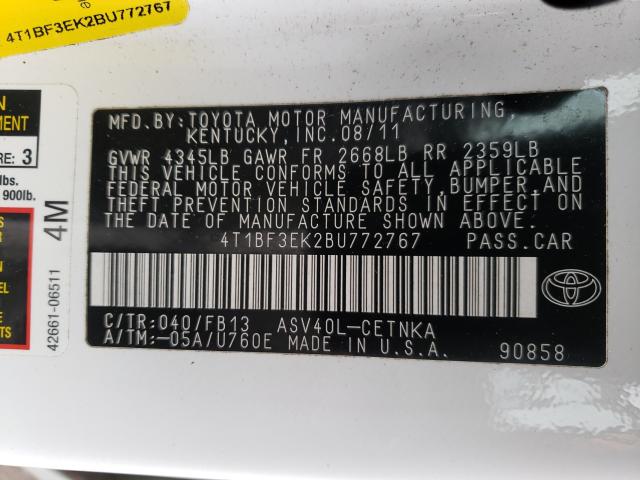 4T1BF3EK2BU772767
MENT
RE: 3
lbs.
900lb.
4M
42661-06511
MFD.BY: TOYOTA MOTOR MANUFACTURING,
KENTUCKY, INC. 08/11
GVWR 4345LB GAWR FR 2668LB RR 2359LB
THIS VEHICLE CONFORMS TO ALL APPLICABLE
FEDERAL MOTOR VEHICLE SAFETY, BUMPER, AND
THEFT PREVENTION STANDARDS IN EFFECT ON
THE DATE OF MANUFACTURE SHOWN ABOVE.
4T1BF3EK2BU772767 PASS.CAR
C/TR: 040/FB13 ASV40L-CETNKA
A/TM:-05A/U760E MADE IN U.S.A.
90858